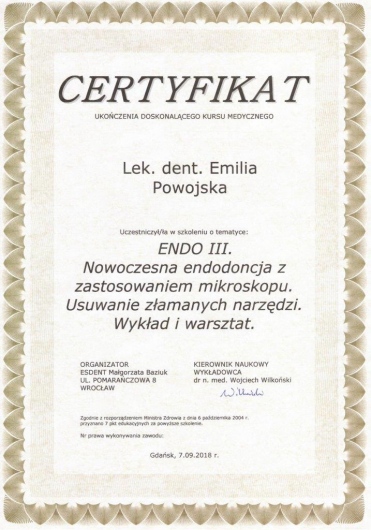 CERTYFIKAT
UKOŃCZENIA DOSKONALĄCEGO KURSU MEDYCZNEGO
Lek. dent. Emilia
Powojska
Uczestniczył/ła w szkoleniu o tematyce:
ENDO III.
Nowoczesna endodoncja z
zastosowaniem mikroskopu.
Usuwanie złamanych narzędzi.
Wykład i warsztat.
ORGANIZATOR
ESDENT Małgorzata Baziuk
UL. POMARAŃCZOWA 8
WROCŁAW
KIEROWNIK NAUKOWY
WYKŁADOWCA
dr n. med. Wojciech Wilkoński
Zgodnie z rozporządzeniem Ministra Zdrowia z dnia 6 października 2004 r.
przyznano 7 pkt edukacyjnych za powyższe szkolenie.
Nr prawa wykonywania zawodu:
Gdańsk, 7.09.2018 r.